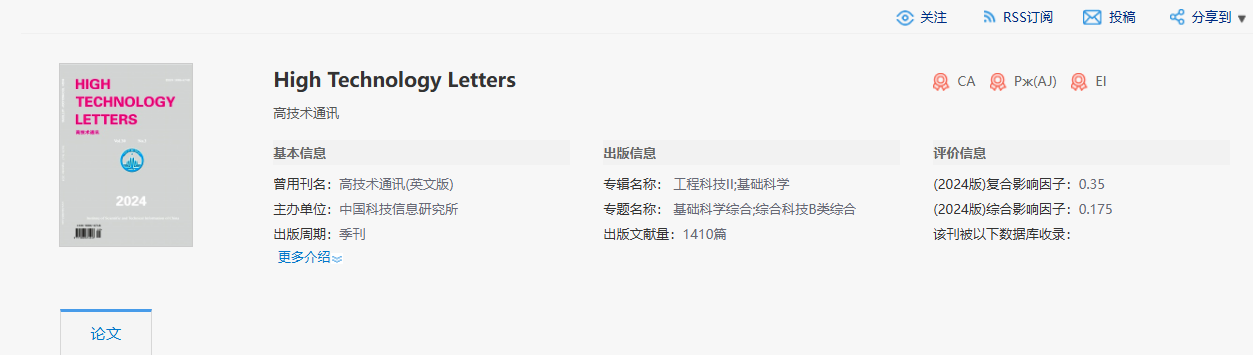 关注 RSS订阅 投稿 分享到
HIGH
TECHNOLOGY
LETTERS
高技术通讯
2024
High Technology Letters
CA Рж(AJ) EI
高技术通讯
基本信息
曾用刊名：高技术通讯(英文版)
主办单位：中国科技信息研究所
出版周期：季刊
更多介绍
出版信息
专辑名称： 工程科技II;基础科学
专题名称： 基础科学综合;综合科技B类综合
出版文献量：1410篇
评价信息
(2024版)复合影响因子：0.35
(2024版)综合影响因子：0.175
该刊被以下数据库收录：
论文